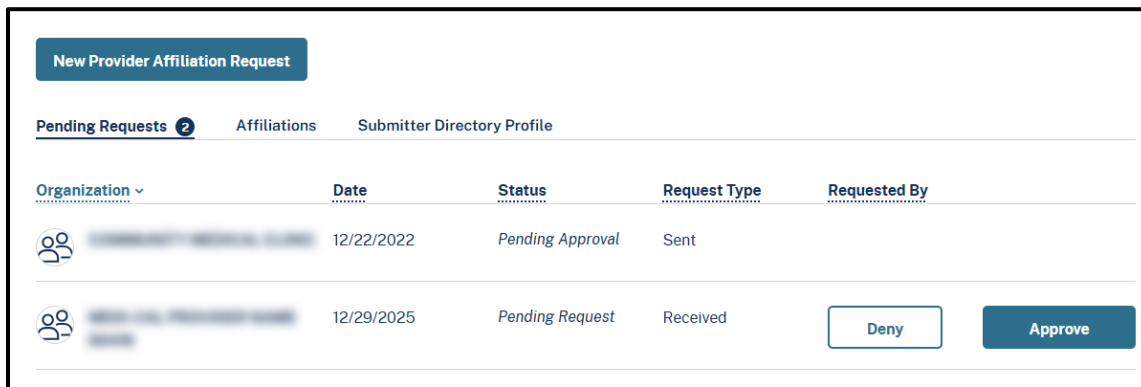 New Provider Affiliation Request
Pending Requests 2 Affiliations Submitter Directory Profile
Organization Date Status Request Type Requested By
12/22/2022 Pending Approval Sent
12/29/2025 Pending Request Received Deny Approve